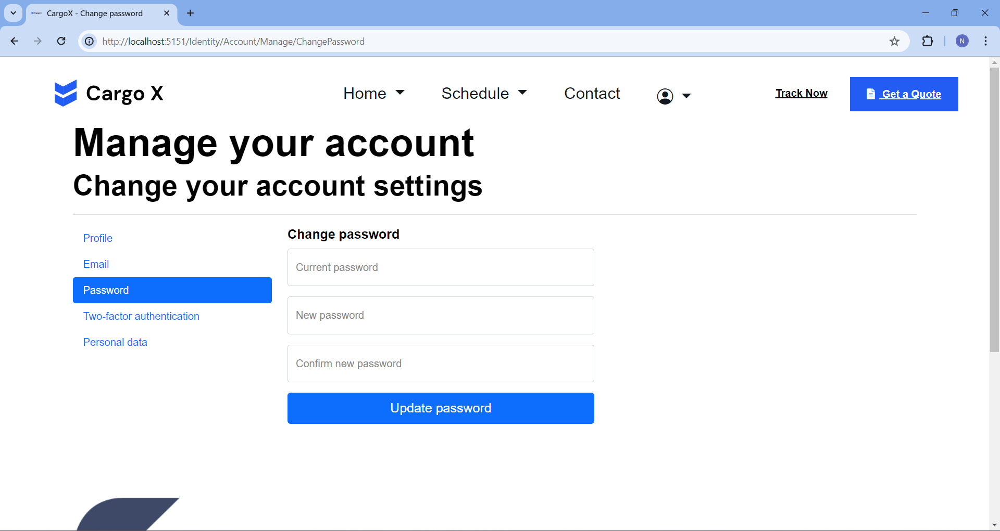 CargoX - Change password
http://localhost:5151/Identity/Account/Manage/ChangePassword
N
Cargo X
Home
Schedule
Contact
Track Now
Get a Quote
Manage your account
Change your account settings
Profile
Email
Password
Two-factor authentication
Personal data
Change password
Current password
New password
Confirm new password
Update password